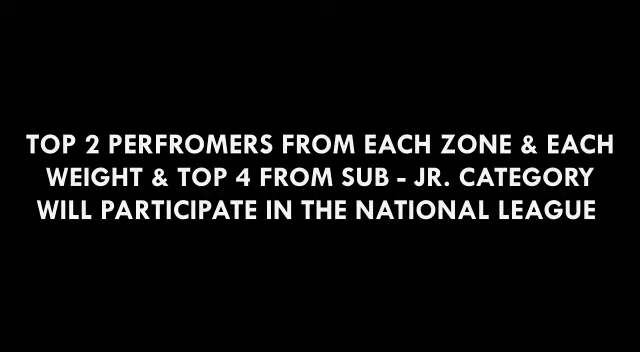 TOP 2 PERFROMERS FROM EACH ZONE & EACH
WEIGHT & TOP 4 FROM SUB - JR. CATEGORY
WILL PARTICIPATE IN THE NATIONAL LEAGUE